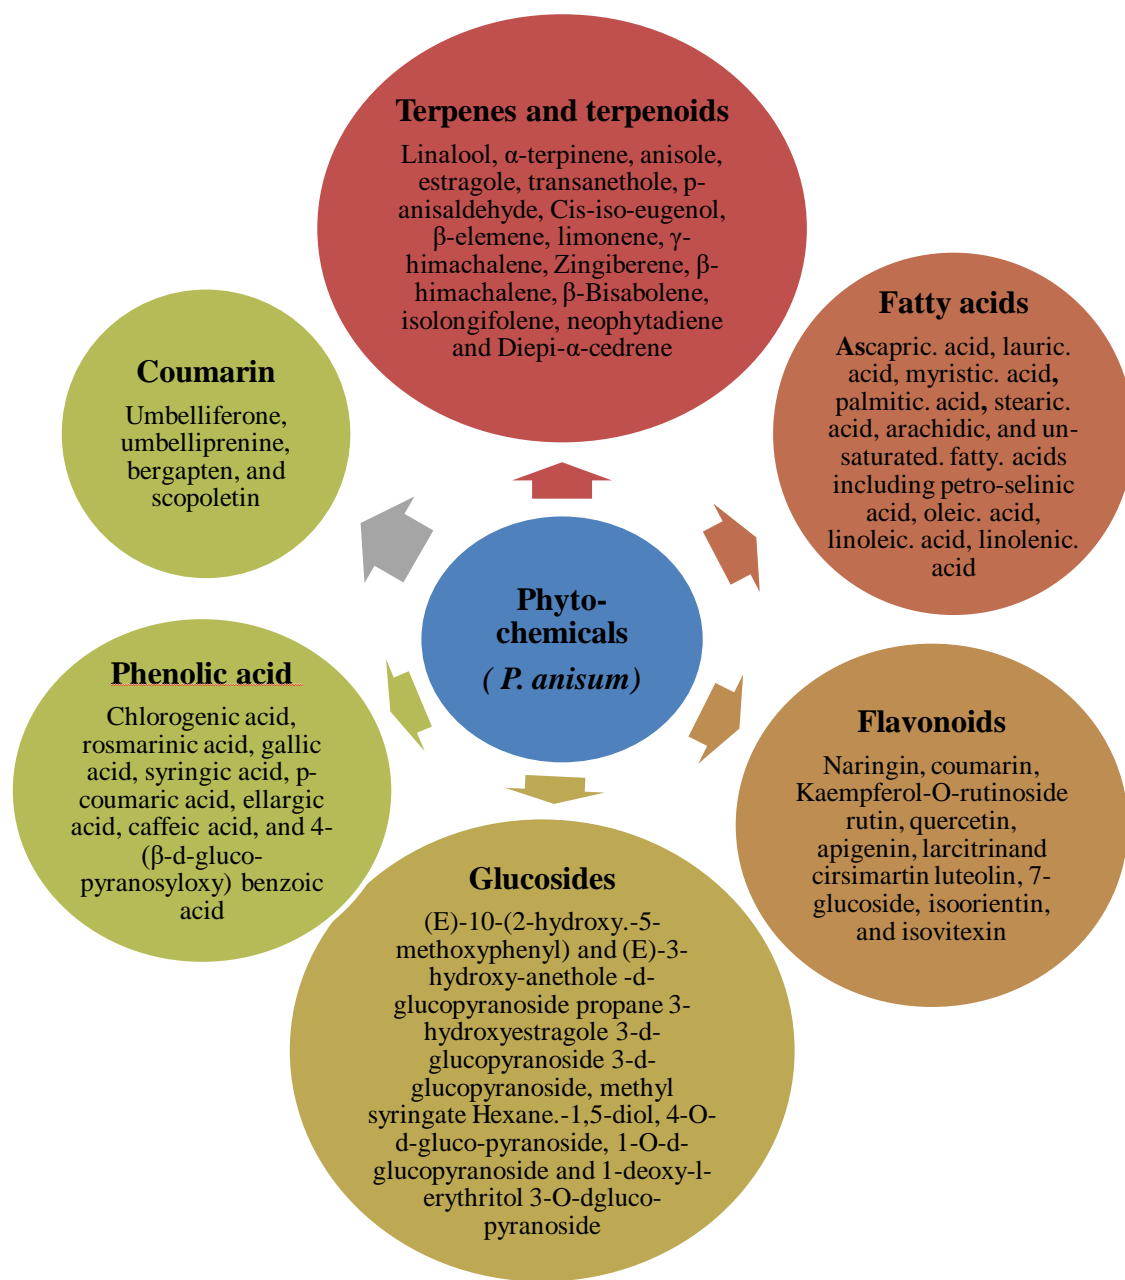 Terpenes and terpenoids
Linalool, α-terpinene, anisole,
estragole, transanethole, p-
anisaldehyde, Cis-iso-eugenol,
β-elemene, limonene, γ-
himachalene, Zingiberene, β-
himachalene, β-Bisabolene,
isolongifolene, neophytadiene
and Diepi-α-cedrene
Fatty acids
Ascapric. acid, lauric.
acid, myristic. acid,
palmitic. acid, stearic.
acid, arachidic, and un-
saturated. fatty. acids
including petro-selinic
acid, oleic. acid,
linoleic. acid, linolenic.
acid
Coumarin
Umbelliferone,
umbelliprenine,
bergapten, and
scopoletin
Phyto-
chemicals
( P. anisum)
Phenolic acid
Chlorogenic acid,
rosmarinic acid, gallic
acid, syringic acid, p-
coumaric acid, ellargic
acid, caffeic acid, and 4-
(β-d-gluco-
pyranosyloxy) benzoic
acid
Flavonoids
Naringin, coumarin,
Kaempferol-O-rutinoside
rutin, quercetin,
apigenin, larcitrinand
cirsimartin luteolin, 7-
glucoside, isoorientin,
and isovitexin
Glucosides
(E)-10-(2-hydroxy.-5-
methoxyphenyl) and (E)-3-
hydroxy-anethole -d-
glucopyranoside propane 3-
hydroxyestragole 3-d-
glucopyranoside 3-d-
glucopyranoside, methyl
syringate Hexane.-1,5-diol, 4-O-
d-gluco-pyranoside, 1-O-d-
glucopyranoside and 1-deoxy-l-
erythritol 3-O-dgluco-
pyranoside